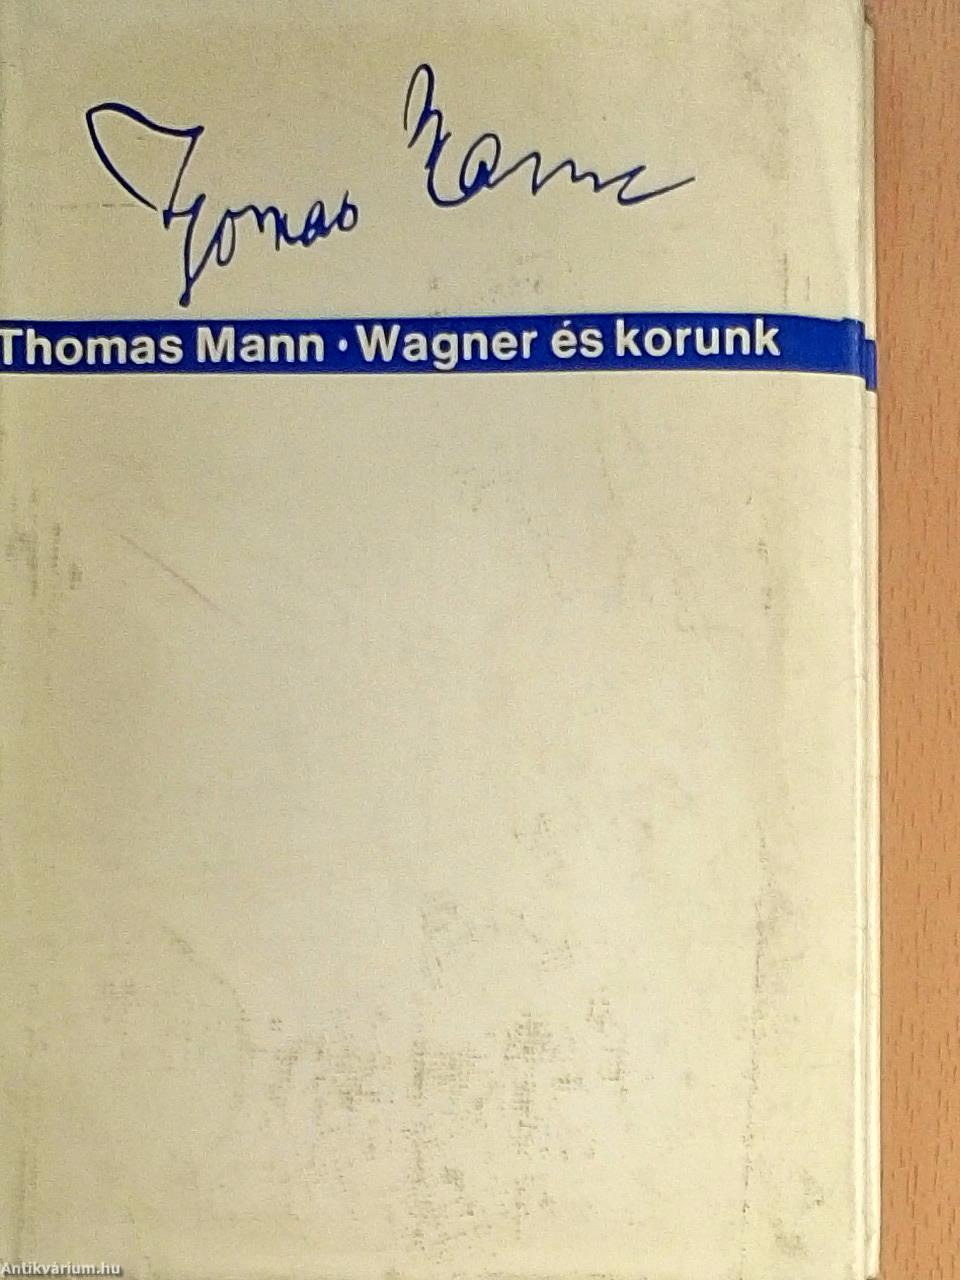 Thomas Mann
Thomas Mann · Wagner és korunk
Antikvárium.hu